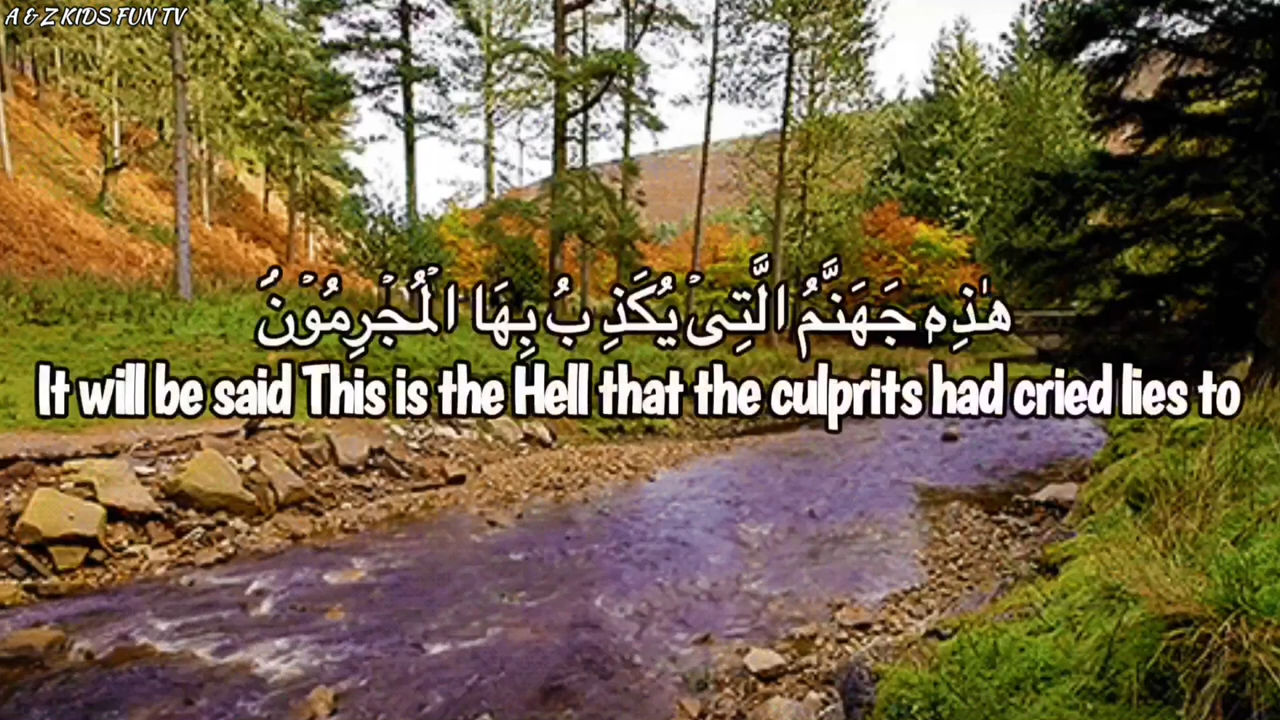 A & Z KIDS FUN TV
هٰذِهٖ جَهَنَّمُ الَّتِىۡ يُكَذِّبُ بِهَا الۡمُجۡرِمُوۡنَ​ۘ
It will be said This is the Hell that the culprits had cried lies to